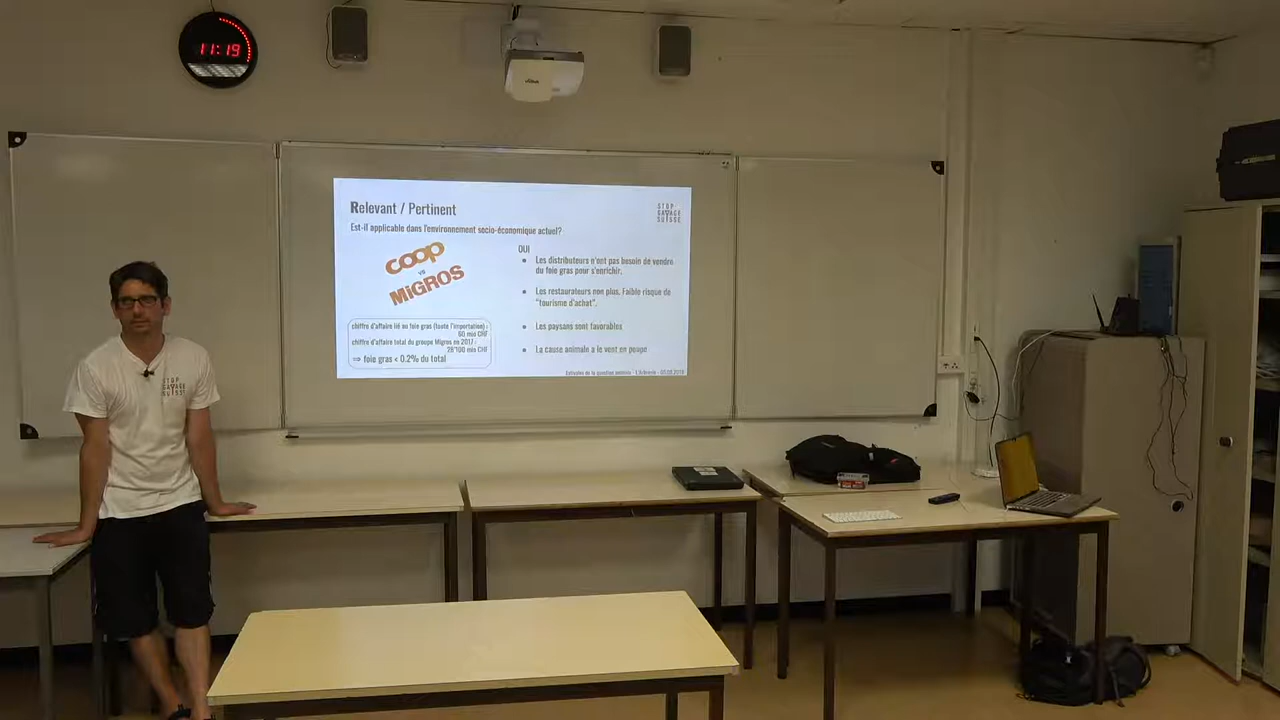 11:19
Relevant / Pertinent
STOP
GAVAGE
SUISSE
Est-il applicable dans l'environnement socio-économique actuel?
coop
vs
MiGROS
OUI
Les distributeurs n'ont pas besoin de vendre
du foie gras pour s'enrichir.
Les restaurateurs non plus. Faible risque de
"tourisme d'achat".
Les paysans sont favorables
La cause animale a le vent en poupe
chiffre d'affaire lié au foie gras (toute l'importation) :
60 mio CHF
chiffre d'affaire total du groupe Migros en 2017 :
28'100 mio CHF
⇒ foie gras < 0.2% du total
STOP
GAVAGE
SUISSE